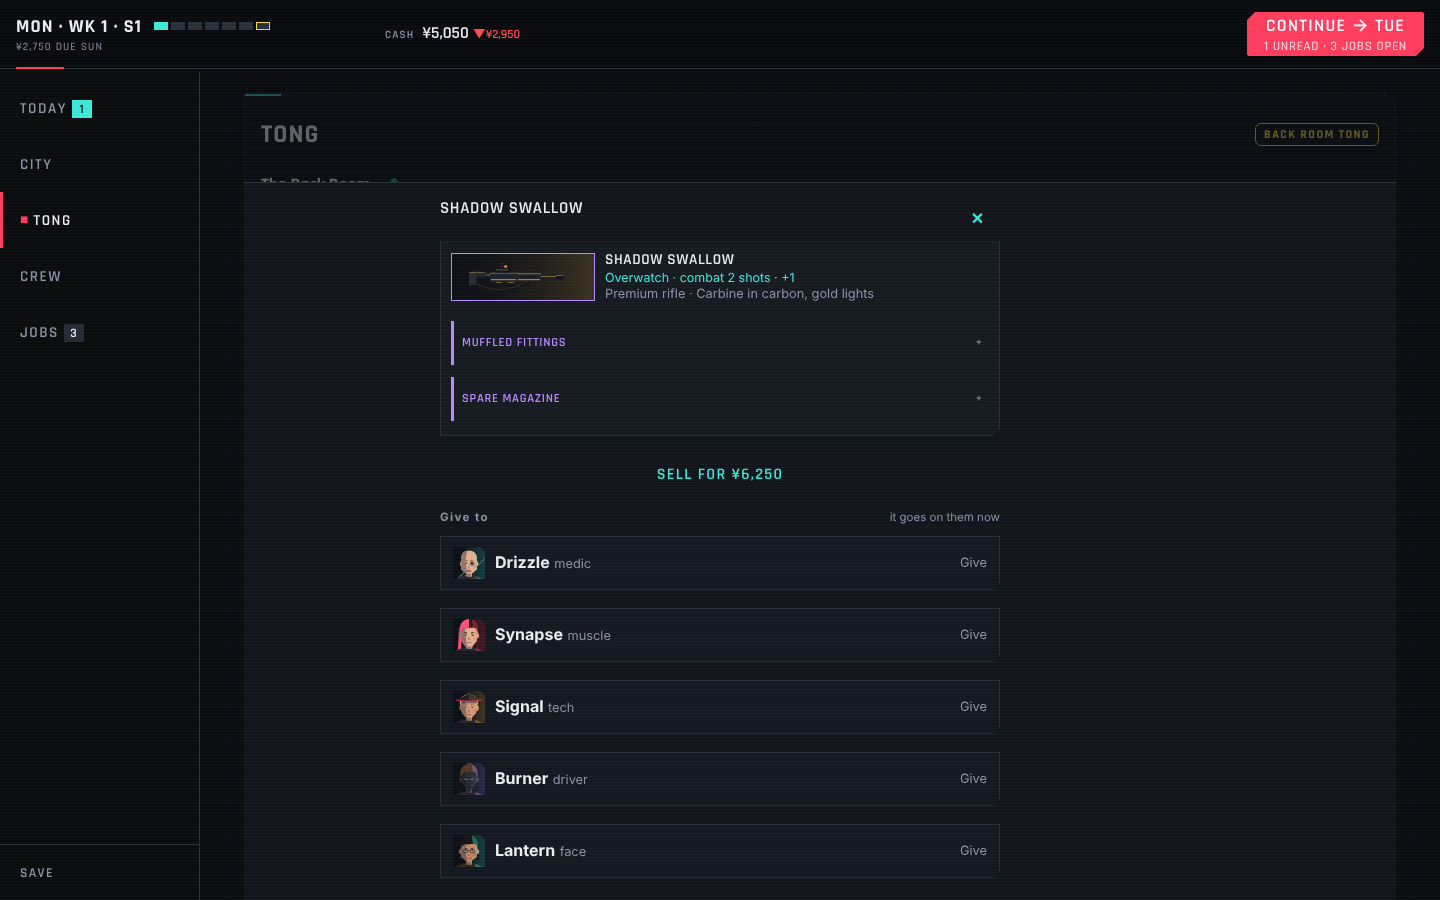 MON · WK 1 · S1
¥2,750 DUE SUN
CASH ¥5,050 ▼¥2,950
CONTINUE → TUE
1 UNREAD · 3 JOBS OPEN
TODAY 1
CITY
TONG
CREW
JOBS 3
SAVE
TONG
BACK ROOM TONG
The Back Room
SHADOW SWALLOW
×
SHADOW SWALLOW
Overwatch · combat 2 shots · +1
Premium rifle · Carbine in carbon, gold lights
MUFFLED FITTINGS +
SPARE MAGAZINE +
SELL FOR ¥6,250
Give to it goes on them now
Drizzle medic Give
Synapse muscle Give
Signal tech Give
Burner driver Give
Lantern face Give